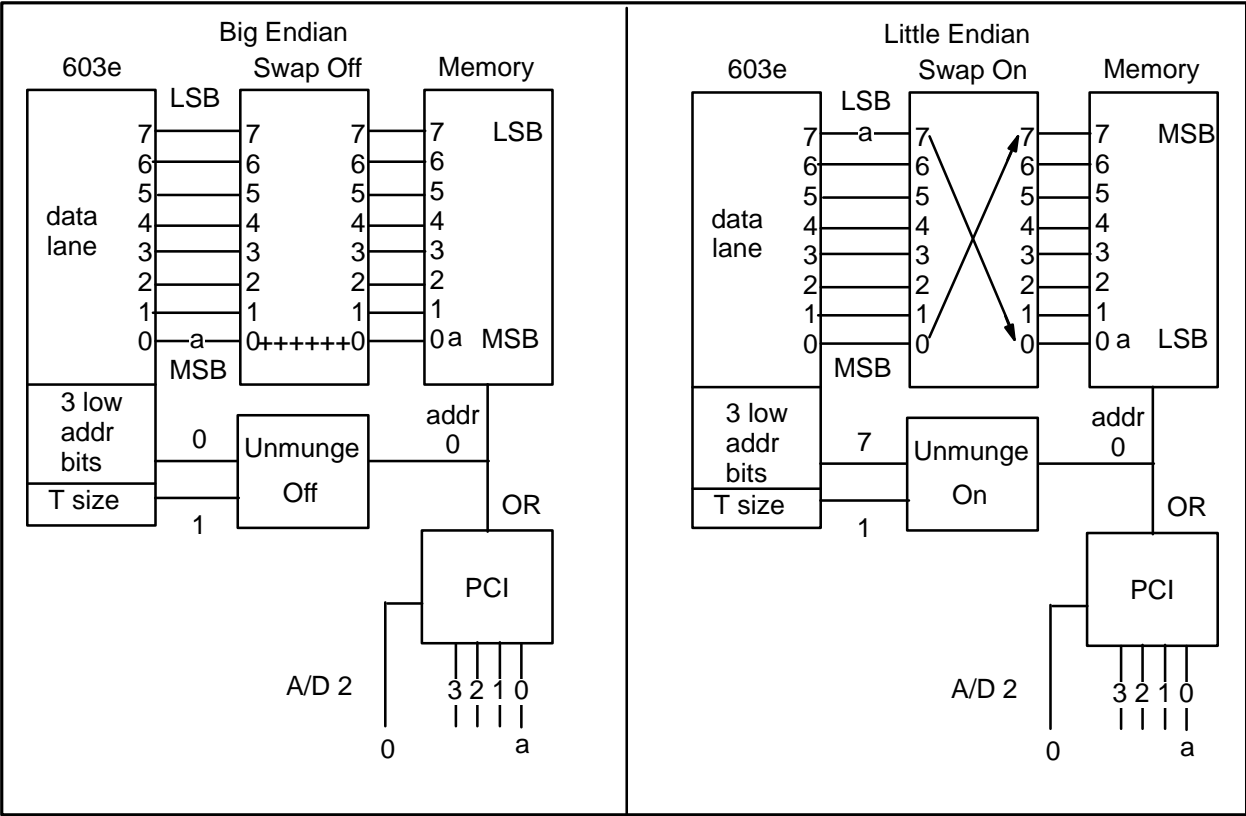 Big Endian
603e Swap Off Memory
LSB
7 7 7 7 LSB
6 6 6 6
5 5 5 5
data
lane
4 4 4 4
3 3 3 3
2 2 2 2
1 1 1 1
0 a 0++++++0 0 a MSB
MSB
3 low
addr
bits
0
Unmunge
Off
addr
0
T size
1
OR
PCI
A/D 2
3 2 1 0
0 a
Little Endian
603e Swap On Memory
LSB
7 a 7 7 7 MSB
6 6 6 6
5 5 5 5
data
lane
4 4 4 4
3 3 3 3
2 2 2 2
1 1 1 1
0 0 0 0 a LSB
MSB
3 low
addr
bits
7
Unmunge
On
addr
0
T size
1
OR
PCI
A/D 2
3 2 1 0
0 a